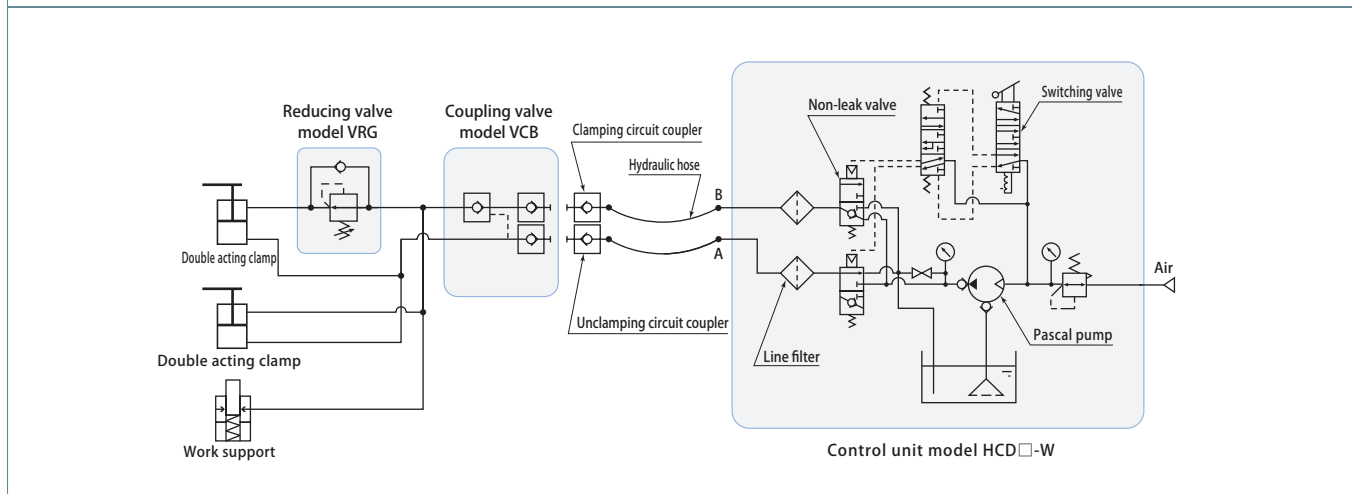 Reducing valve
model VRG
Coupling valve
model VCB
Clamping circuit coupler
Hydraulic hose
Non-leak valve
Switching valve
Double acting clamp
B
A
Air
Double acting clamp
Unclamping circuit coupler
Line filter
Pascal pump
Work support
Control unit model HCD□-W